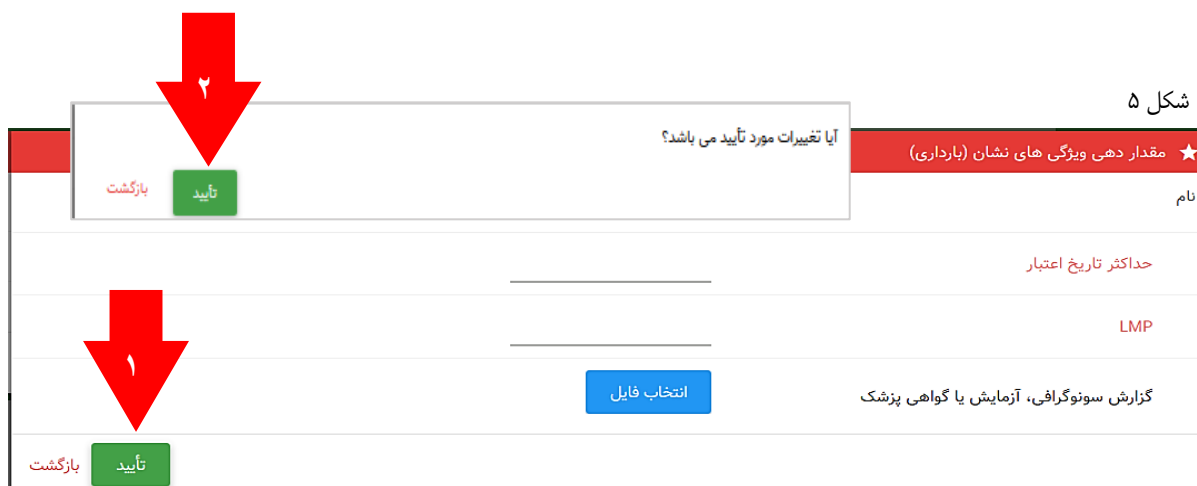 شکل ۵
۲
آیا تغییرات مورد تأیید می باشد؟
تأیید
بازگشت
مقدار دهی ویژگی های نشان (بارداری)
نام
حداکثر تاریخ اعتبار
LMP
۱
گزارش سونوگرافی، آزمایش یا گواهی پزشک
انتخاب فایل
تأیید
بازگشت